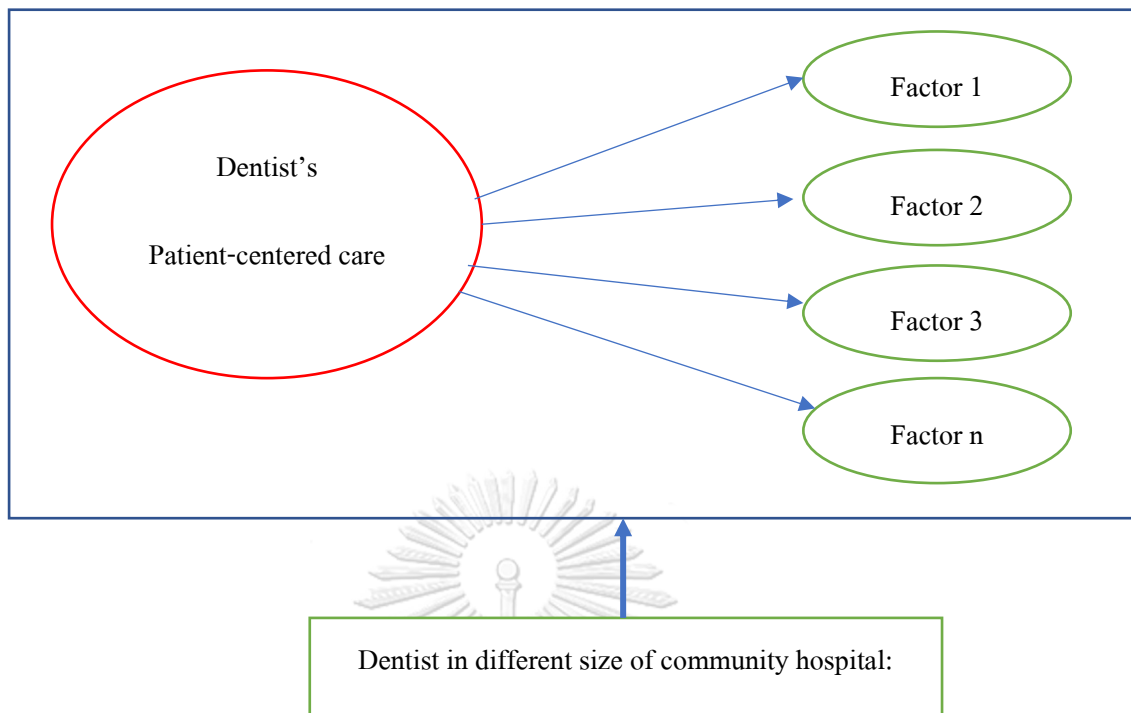 Dentist’s
Patient-centered care
Factor 1
Factor 2
Factor 3
Factor n
Dentist in different size of community hospital: